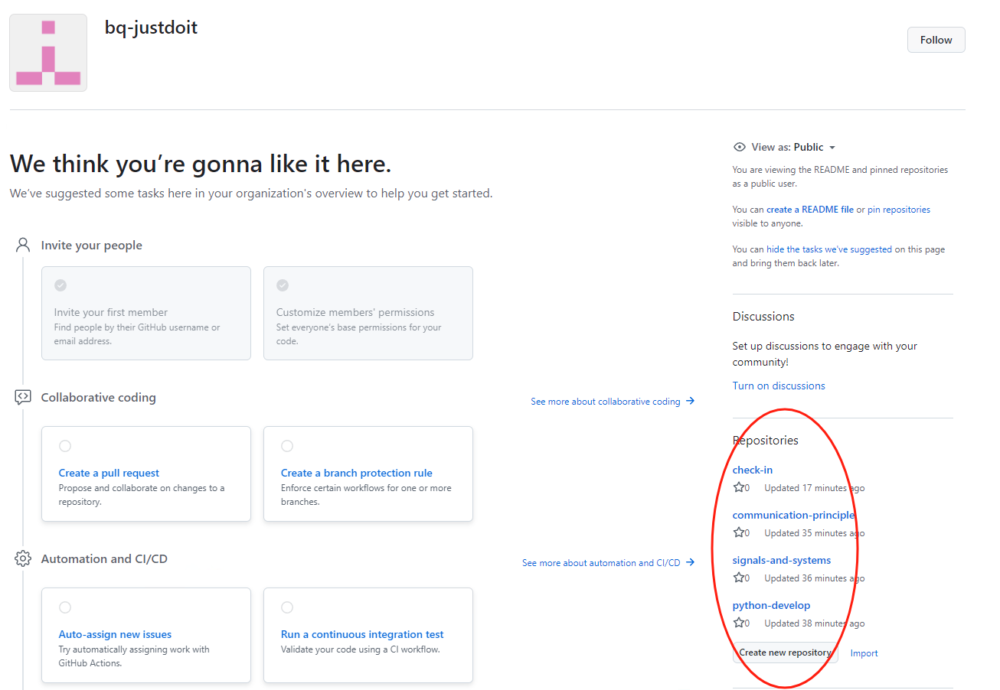 bq-justdoit
Follow
We think you’re gonna like it here.
We’ve suggested some tasks here in your organization's overview to help you get started.
Invite your people
Invite your first member
Find people by their GitHub username or
email address.
Customize members' permissions
Set everyone’s base permissions for your
code.
Collaborative coding
See more about collaborative coding →
Create a pull request
Propose and collaborate on changes to a
repository.
Create a branch protection rule
Enforce certain workflows for one or more
branches.
Automation and CI/CD
See more about automation and CI/CD →
Auto-assign new issues
Try automatically assigning work with
GitHub Actions.
Run a continuous integration test
Validate your code using a CI workflow.
View as: Public
You are viewing the README and pinned repositories
as a public user.
You can create a README file or pin repositories
visible to anyone.
You can hide the tasks we've suggested on this page
and bring them back later.
Discussions
Set up discussions to engage with your
community!
Turn on discussions
Repositories
check-in
0 Updated 17 minutes ago
communication-principle
0 Updated 35 minutes ago
signals-and-systems
0 Updated 36 minutes ago
python-develop
0 Updated 38 minutes ago
Create new repository Import